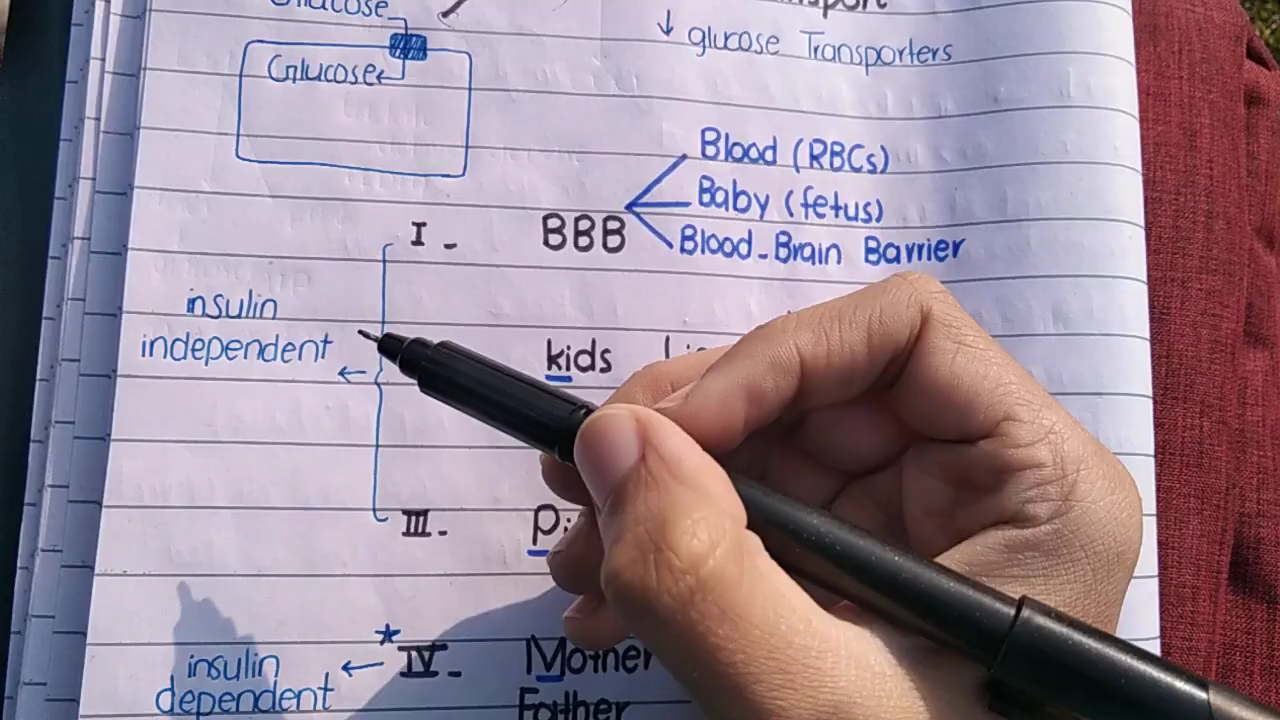 Glucose
↓ glucose Transporters
Glucose
Blood (RBCs)
Baby (fetus)
I - BBB
Blood-Brain Barrier
insulin
independent
kids
III.
★
IV- Mother
insulin
dependent
Father